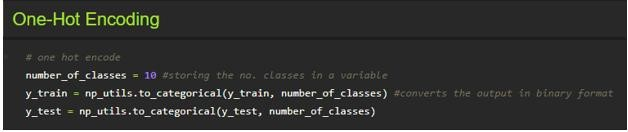 One-Hot Encoding
# one hot encode
number_of_classes = 10 #storing the no. classes in a variable
y_train = np_utils.to_categorical(y_train, number_of_classes) #converts the output in binary format
y_test = np_utils.to_categorical(y_test, number_of_classes)